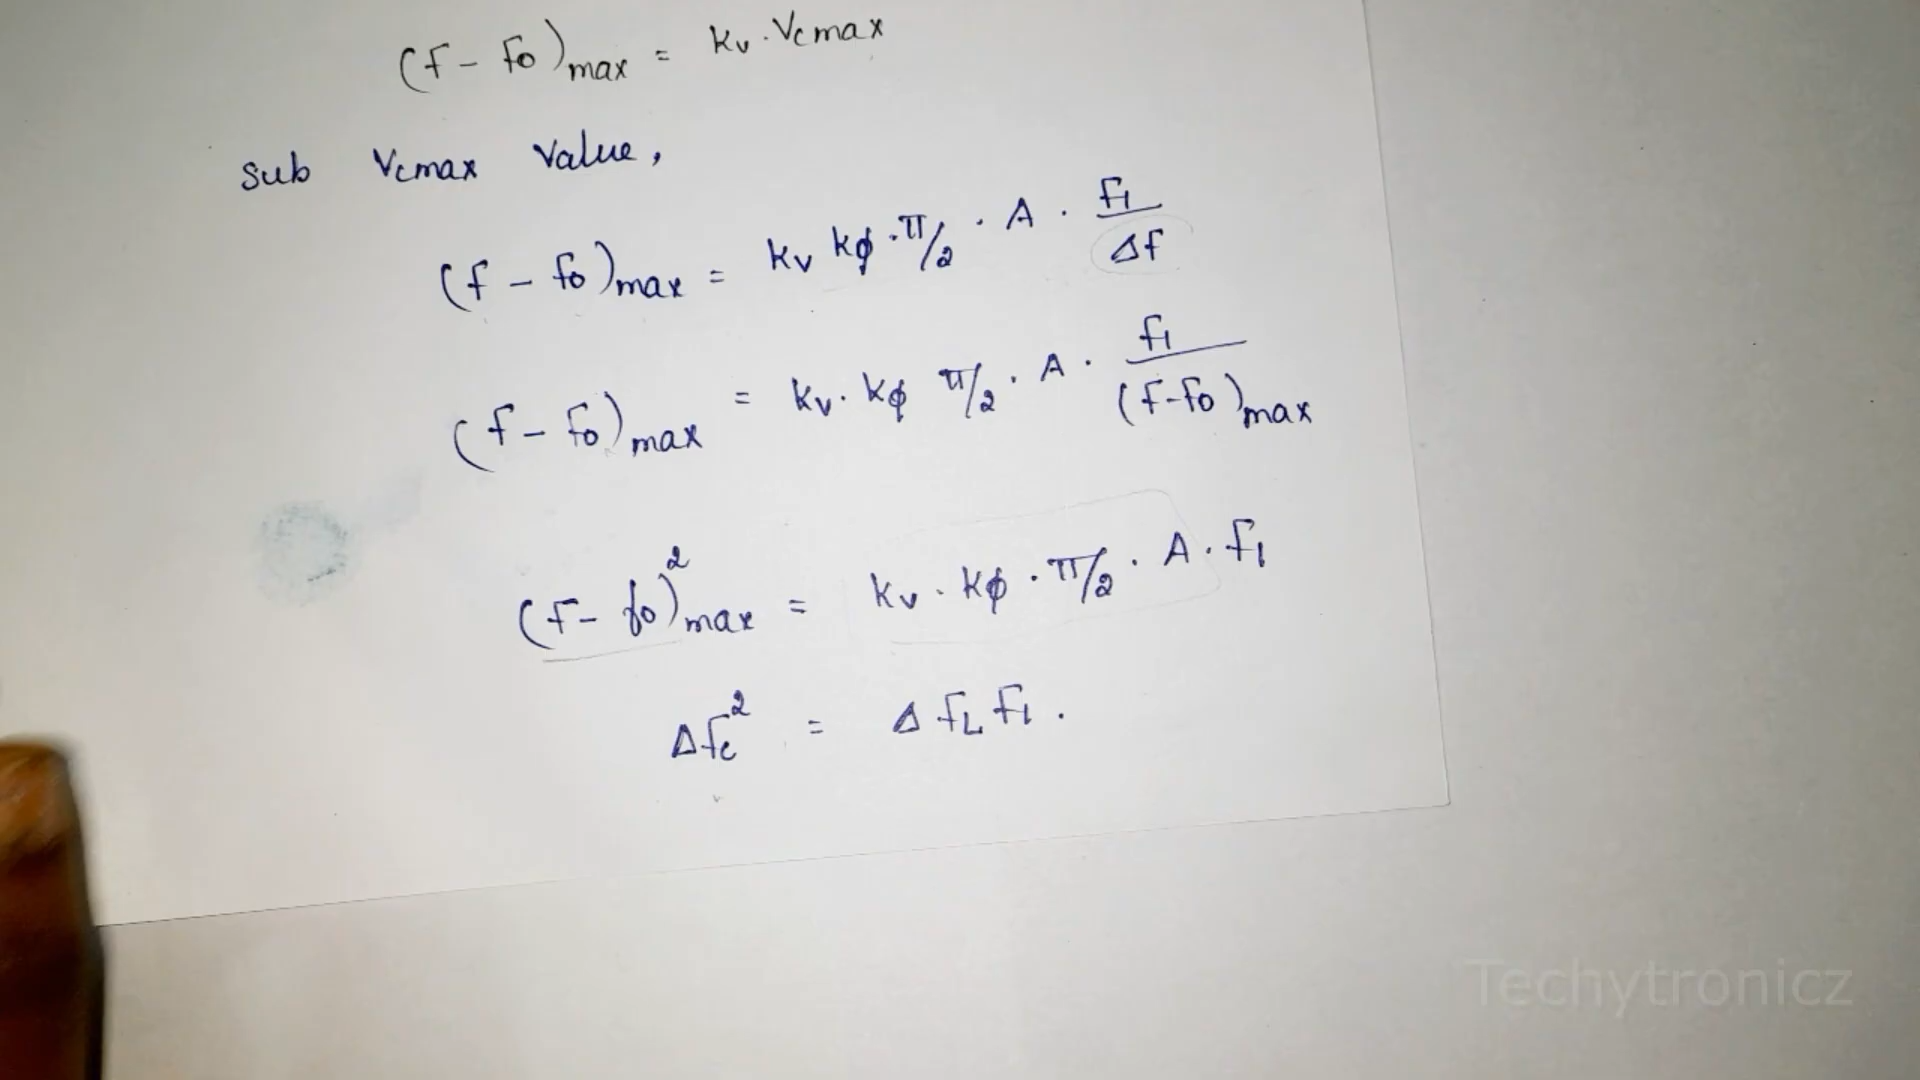 (f - fo)max = kv · Vcmax
sub Vcmax value,
(f - fo)max = kv kϕ · π/2 · A · f1/Δf
(f - fo)max = kv · kϕ π/2 · A · f1/(f-fo)max
(f - fo)²max = kv · kϕ · π/2 · A · f1
Δfc² = Δ fL f1 .
Techytronicz